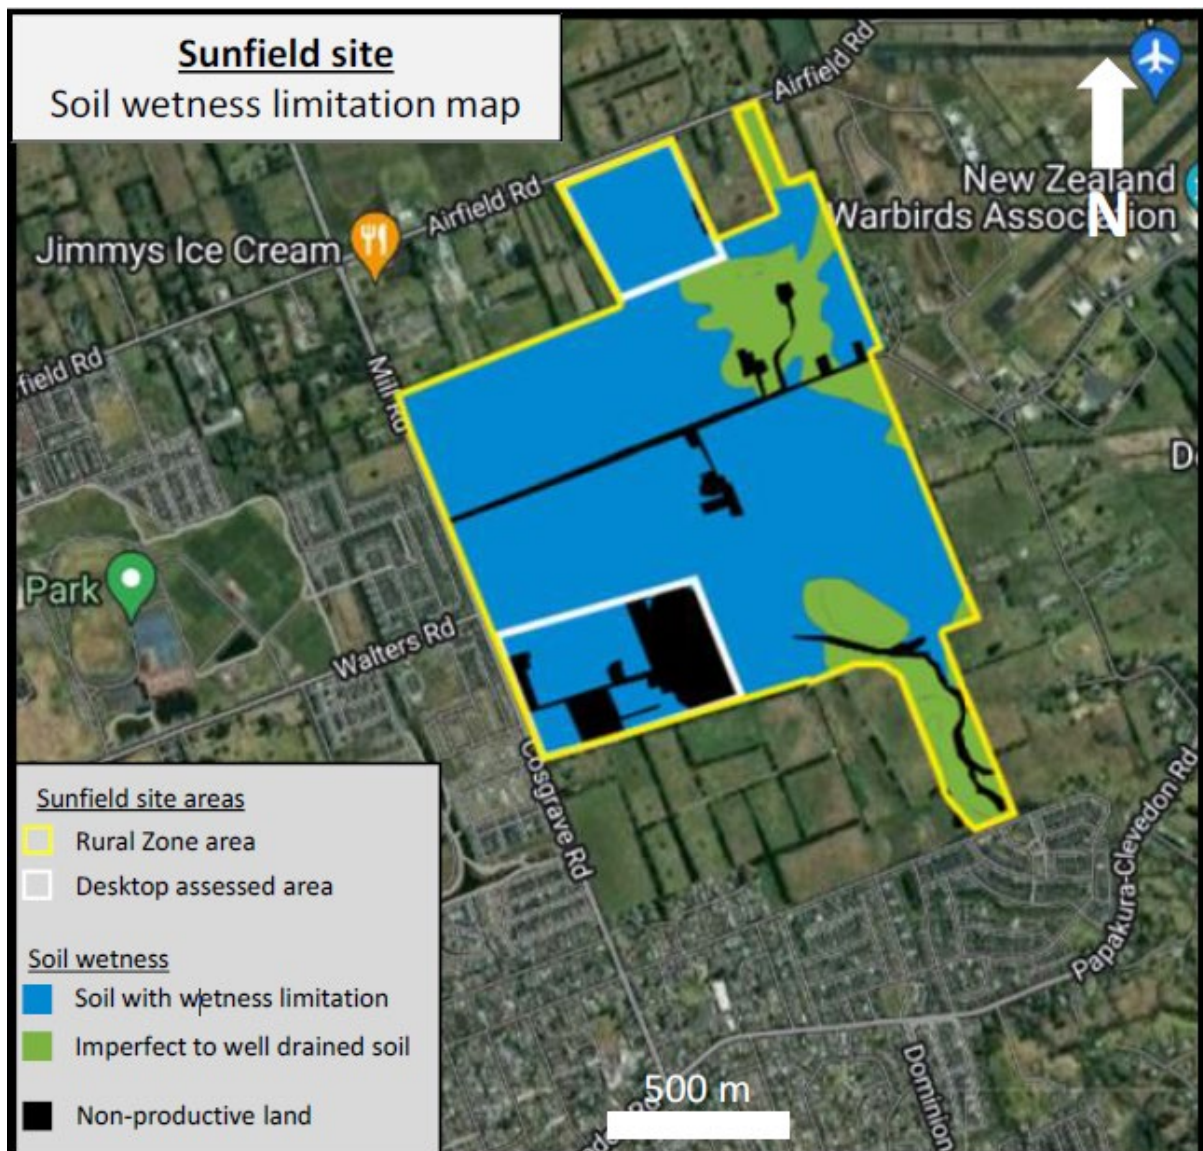 Sunfield site
Soil wetness limitation map
Airfield Rd
New Zealand
Warbirds Association
N
Airfield Rd
Jimmys Ice Cream
field Rd
Mill Rd
Park
Walters Rd
Cosgrave Rd
Papakura-Clevedon Rd
Dominion
Sunfield site areas
Rural Zone area
Desktop assessed area
Soil wetness
Soil with wetness limitation
Imperfect to well drained soil
Non-productive land
500 m